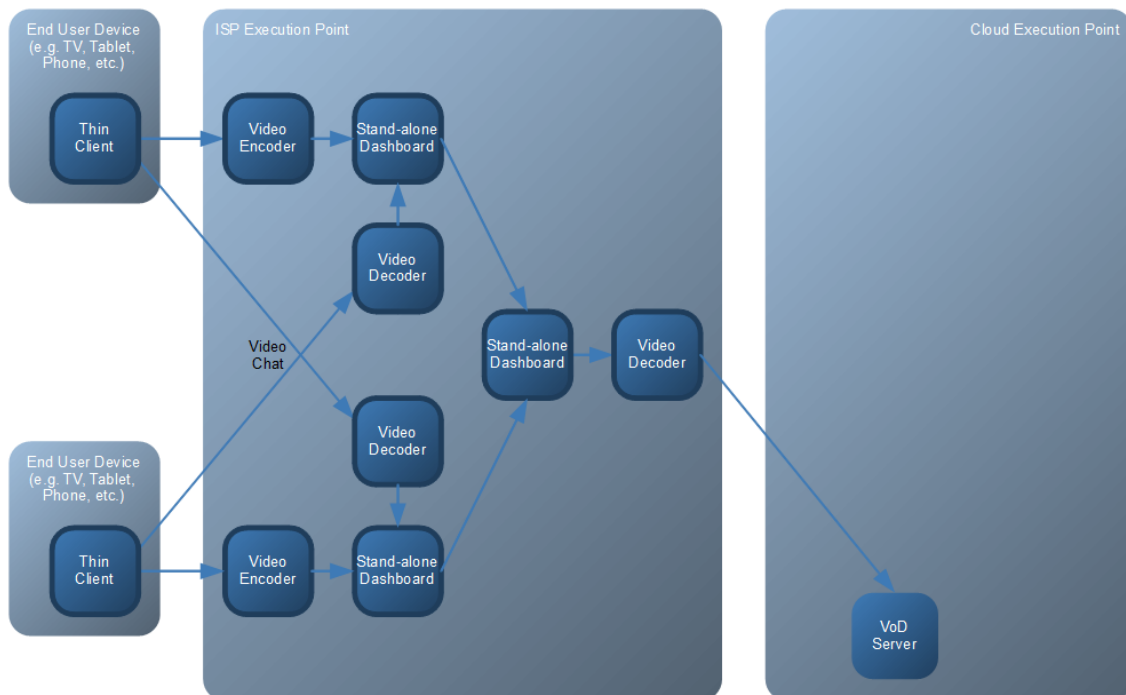 End User Device
(e.g. TV, Tablet,
Phone, etc.)
Thin
Client
ISP Execution Point
Video
Encoder
Stand-alone
Dashboard
Video
Decoder
Video
Chat
Stand-alone
Dashboard
Video
Decoder
Video
Decoder
End User Device
(e.g. TV, Tablet,
Phone, etc.)
Thin
Client
Video
Encoder
Stand-alone
Dashboard
Cloud Execution Point
VoD
Server